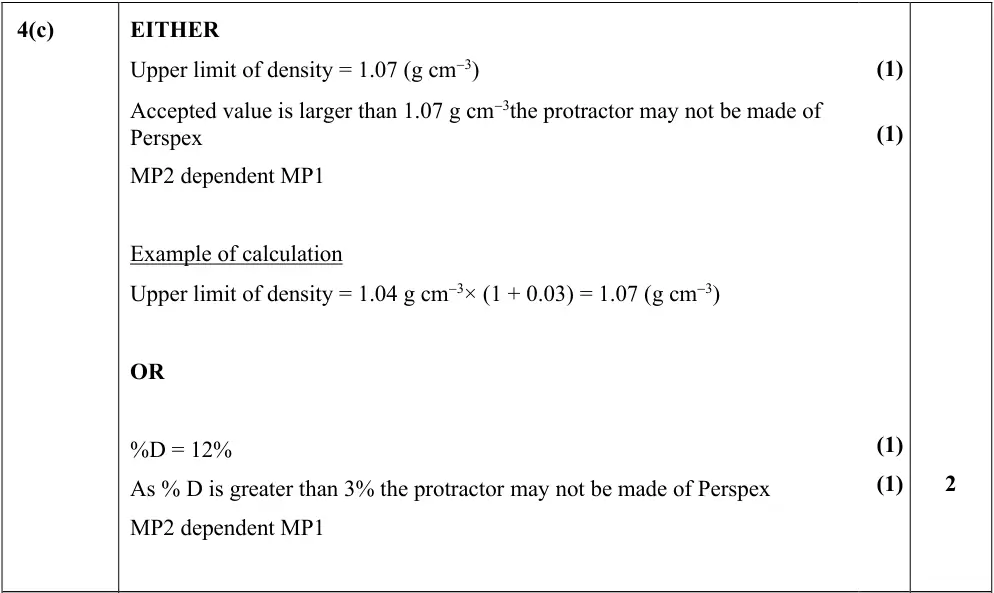 4(c) EITHER
Upper limit of density = 1.07 (g cm⁻³) (1)
Accepted value is larger than 1.07 g cm⁻³the protractor may not be made of
Perspex (1)
MP2 dependent MP1
Example of calculation
Upper limit of density = 1.04 g cm⁻³× (1 + 0.03) = 1.07 (g cm⁻³)
OR
%D = 12% (1)
As % D is greater than 3% the protractor may not be made of Perspex (1) 2
MP2 dependent MP1